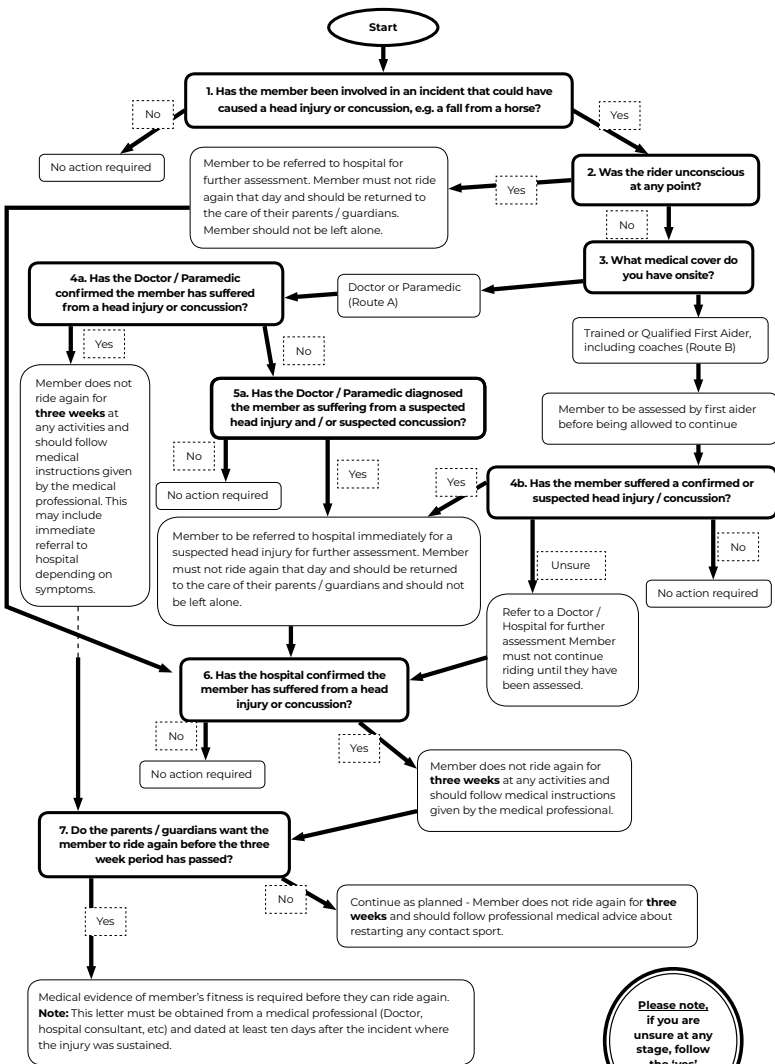 Start
1. Has the member been involved in an incident that could have
caused a head injury or concussion, e.g. a fall from a horse?
No
Yes
No action required
Member to be referred to hospital for
further assessment. Member must not ride
again that day and should be returned to
the care of their parents / guardians.
Member should not be left alone.
Yes
2. Was the rider unconscious
at any point?
No
3. What medical cover do
you have onsite?
4a. Has the Doctor / Paramedic
confirmed the member has suffered
from a head injury or concussion?
Doctor or Paramedic
(Route A)
Trained or Qualified First Aider,
including coaches (Route B)
Yes
No
Member does not
ride again for
three weeks at
any activities and
should follow
medical
instructions given
by the medical
professional. This
may include
immediate
referral to
hospital
depending on
symptoms.
5a. Has the Doctor / Paramedic diagnosed
the member as suffering from a suspected
head injury and / or suspected concussion?
Member to be assessed by first aider
before being allowed to continue
No
Yes
Yes
4b. Has the member suffered a confirmed or
suspected head injury / concussion?
No action required
Member to be referred to hospital immediately for a
suspected head injury for further assessment. Member
must not ride again that day and should be returned
to the care of their parents / guardians and should not
be left alone.
Unsure
No
No action required
Refer to a Doctor /
Hospital for further
assessment Member
must not continue
riding until they have
been assessed.
6. Has the hospital confirmed the
member has suffered from a head
injury or concussion?
No
Yes
No action required
Member does not ride again for
three weeks at any activities and
should follow medical instructions
given by the medical professional.
7. Do the parents / guardians want the
member to ride again before the three
week period has passed?
Yes
No
Continue as planned - Member does not ride again for three
weeks and should follow professional medical advice about
restarting any contact sport.
Medical evidence of member's fitness is required before they can ride again.
Note: This letter must be obtained from a medical professional (Doctor,
hospital consultant, etc) and dated at least ten days after the incident where
the injury was sustained.
Please note,
if you are
unsure at any
stage, follow
the 'yes'